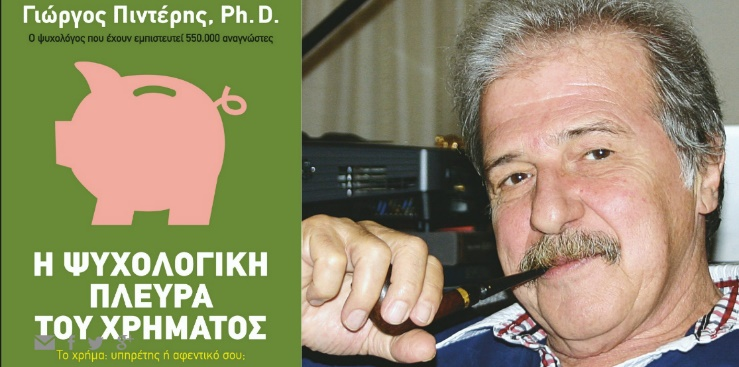 Γιώργος Πιντέρης, Ph.D.
Ο ψυχολόγος που έχουν εμπιστευτεί 550.000 αναγνώστες
Η ΨΥΧΟΛΟΓΙΚΗ
ΠΛΕΥΡΑ
ΤΟΥ ΧΡΗΜΑΤΟΣ
Το χρήμα: υπηρέτης ή αφεντικό σου;